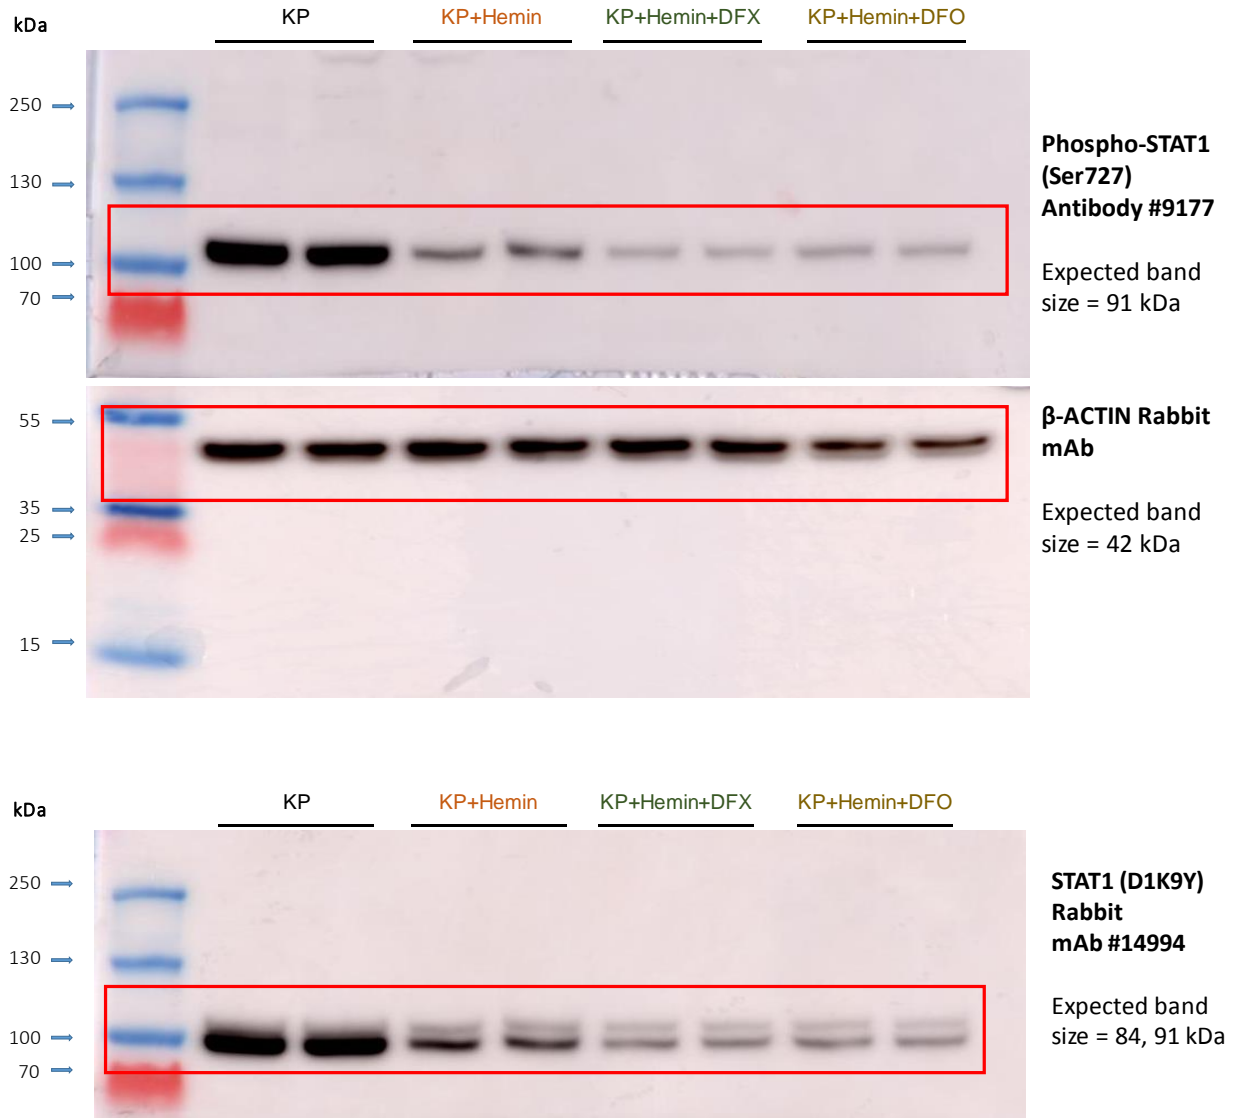 kDa
KP
KP+Hemin
KP+Hemin+DFX
KP+Hemin+DFO
250
130
100
70
Phospho-STAT1
(Ser727)
Antibody #9177
Expected band
size = 91 kDa
55
35
25
15
β-ACTIN Rabbit
mAb
Expected band
size = 42 kDa
kDa
KP
KP+Hemin
KP+Hemin+DFX
KP+Hemin+DFO
250
130
100
70
STAT1 (D1K9Y)
Rabbit
mAb #14994
Expected band
size = 84, 91 kDa